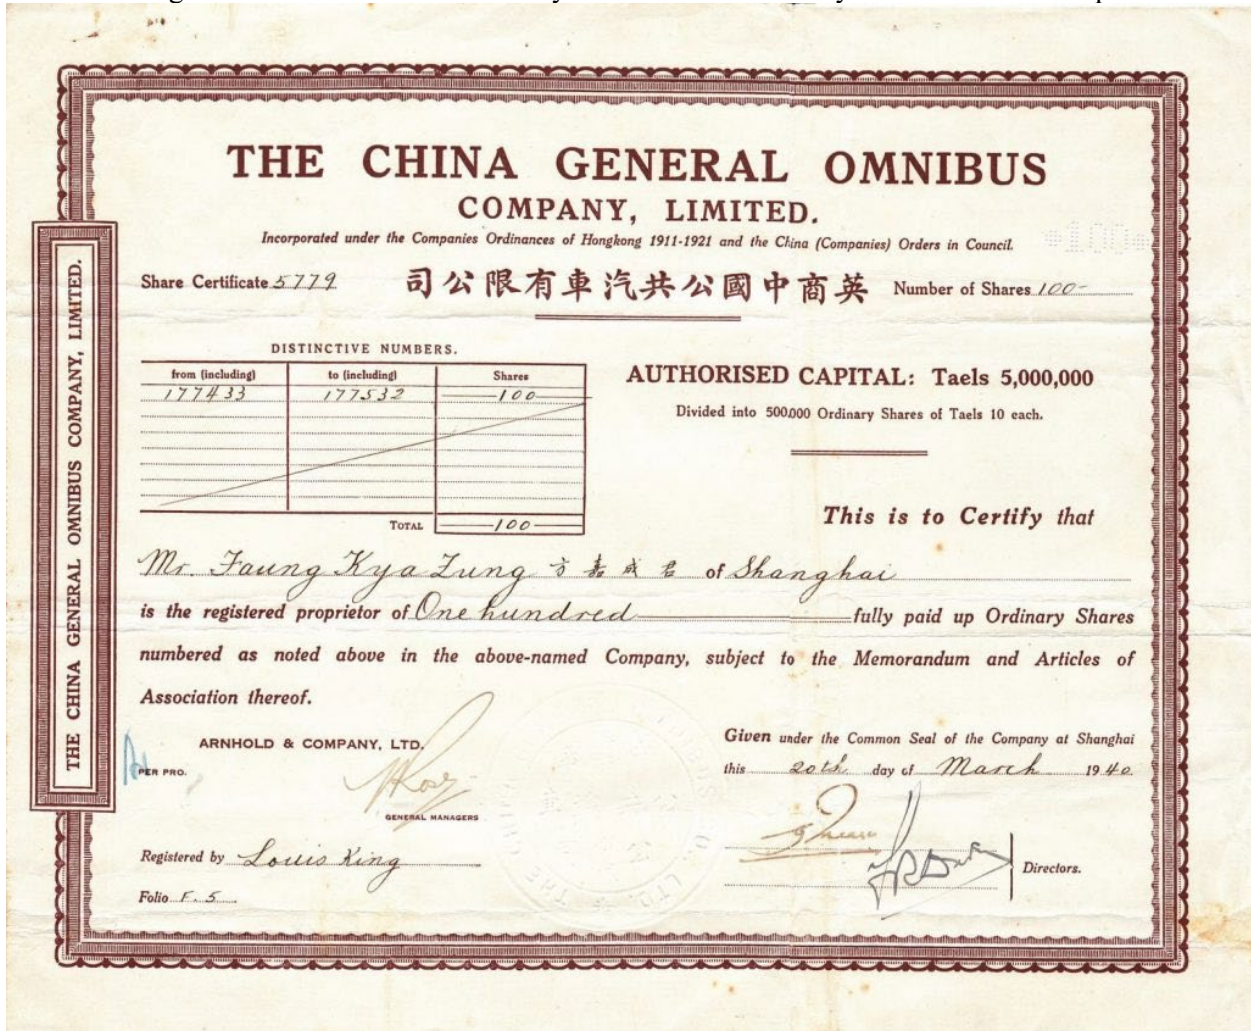 THE CHINA GENERAL OMNIBUS
COMPANY, LIMITED.
Incorporated under the Companies Ordinances of Hongkong 1911-1921 and the China (Companies) Orders in Council.
*100*
Share Certificate 5779
司公限有車汽共公國中商英
Number of Shares 100-
DISTINCTIVE NUMBERS.
from (including) to (including) Shares
177433 177532 100
TOTAL 100
AUTHORISED CAPITAL: Taels 5,000,000
Divided into 500,000 Ordinary Shares of Taels 10 each.
This is to Certify that
Mr. Faung Kya Zung 方嘉成君 of Shanghai
is the registered proprietor of One hundred fully paid up Ordinary Shares
numbered as noted above in the above-named Company, subject to the Memorandum and Articles of
Association thereof.
ARNHOLD & COMPANY, LTD.
PER PRO.
GENERAL MANAGERS
Given under the Common Seal of the Company at Shanghai
this 20th day of March 1940
Registered by Louis King
Folio F. 5
Directors.
THE CHINA GENERAL OMNIBUS COMPANY, LIMITED.